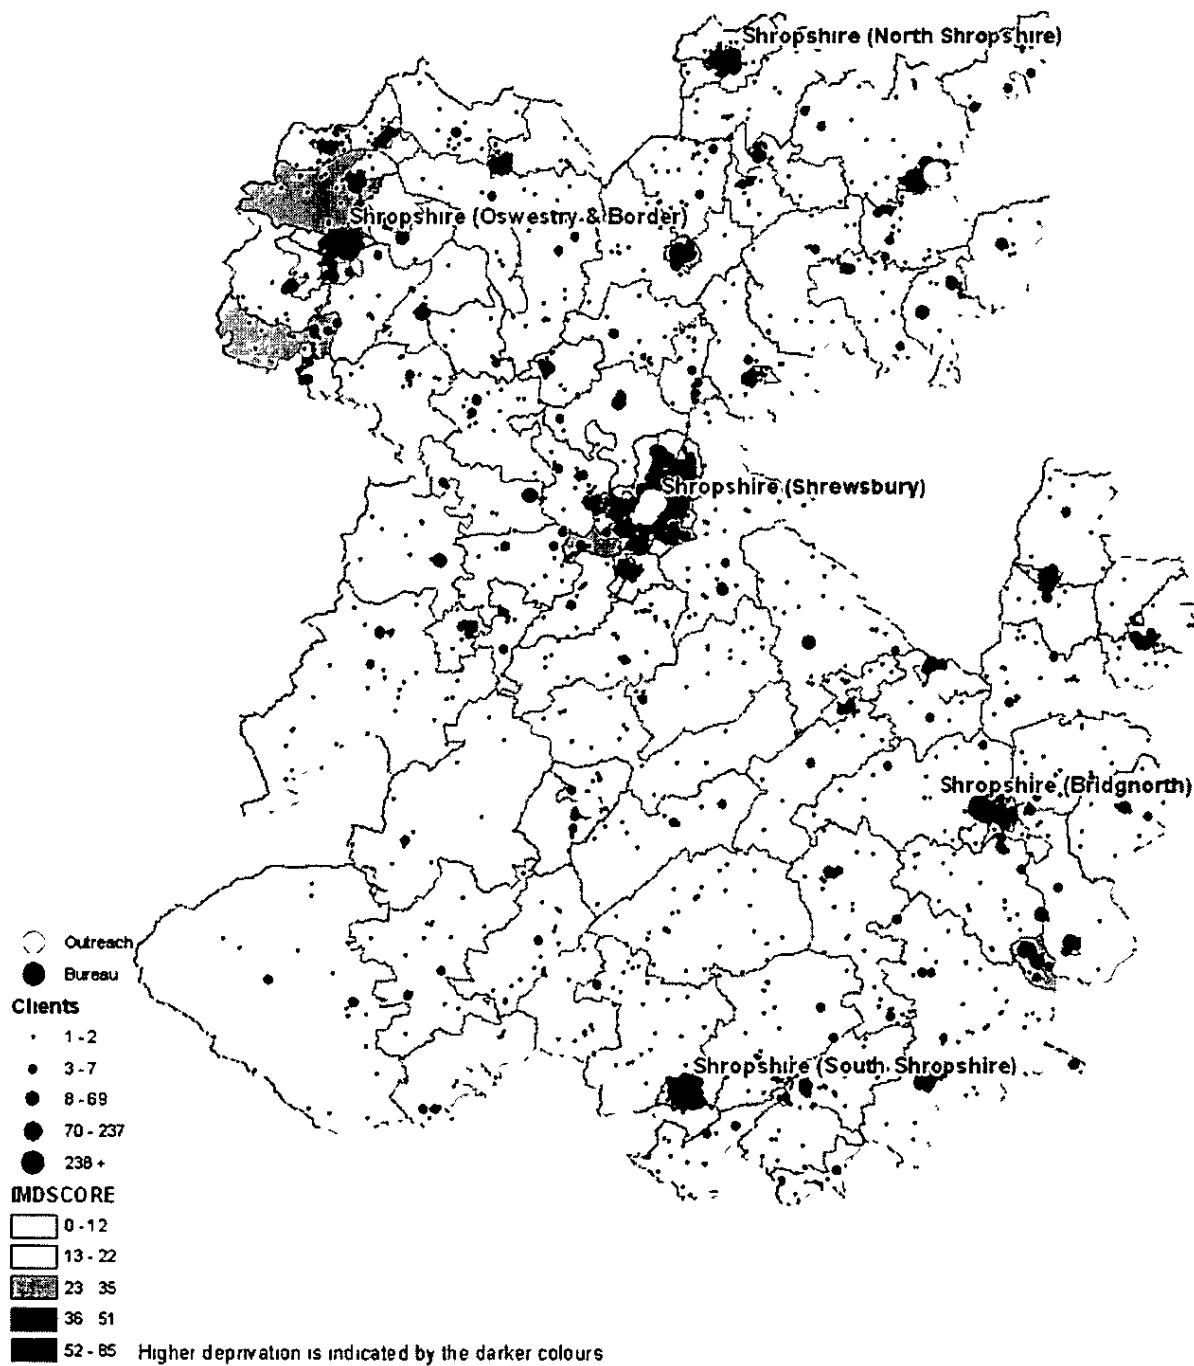 Shropshire (North Shropshire)
Shropshire (Oswestry & Border)
Shropshire (Shrewsbury)
Shropshire (Bridgnorth)
Shropshire (South Shropshire)
Outreach
Bureau
Clients
1 - 2
3 - 7
8 - 69
70 - 237
238 +
IMDSCORE
0 - 12
13 - 22
23 35
36 51
52 - 85
Higher deprivation is indicated by the darker colours